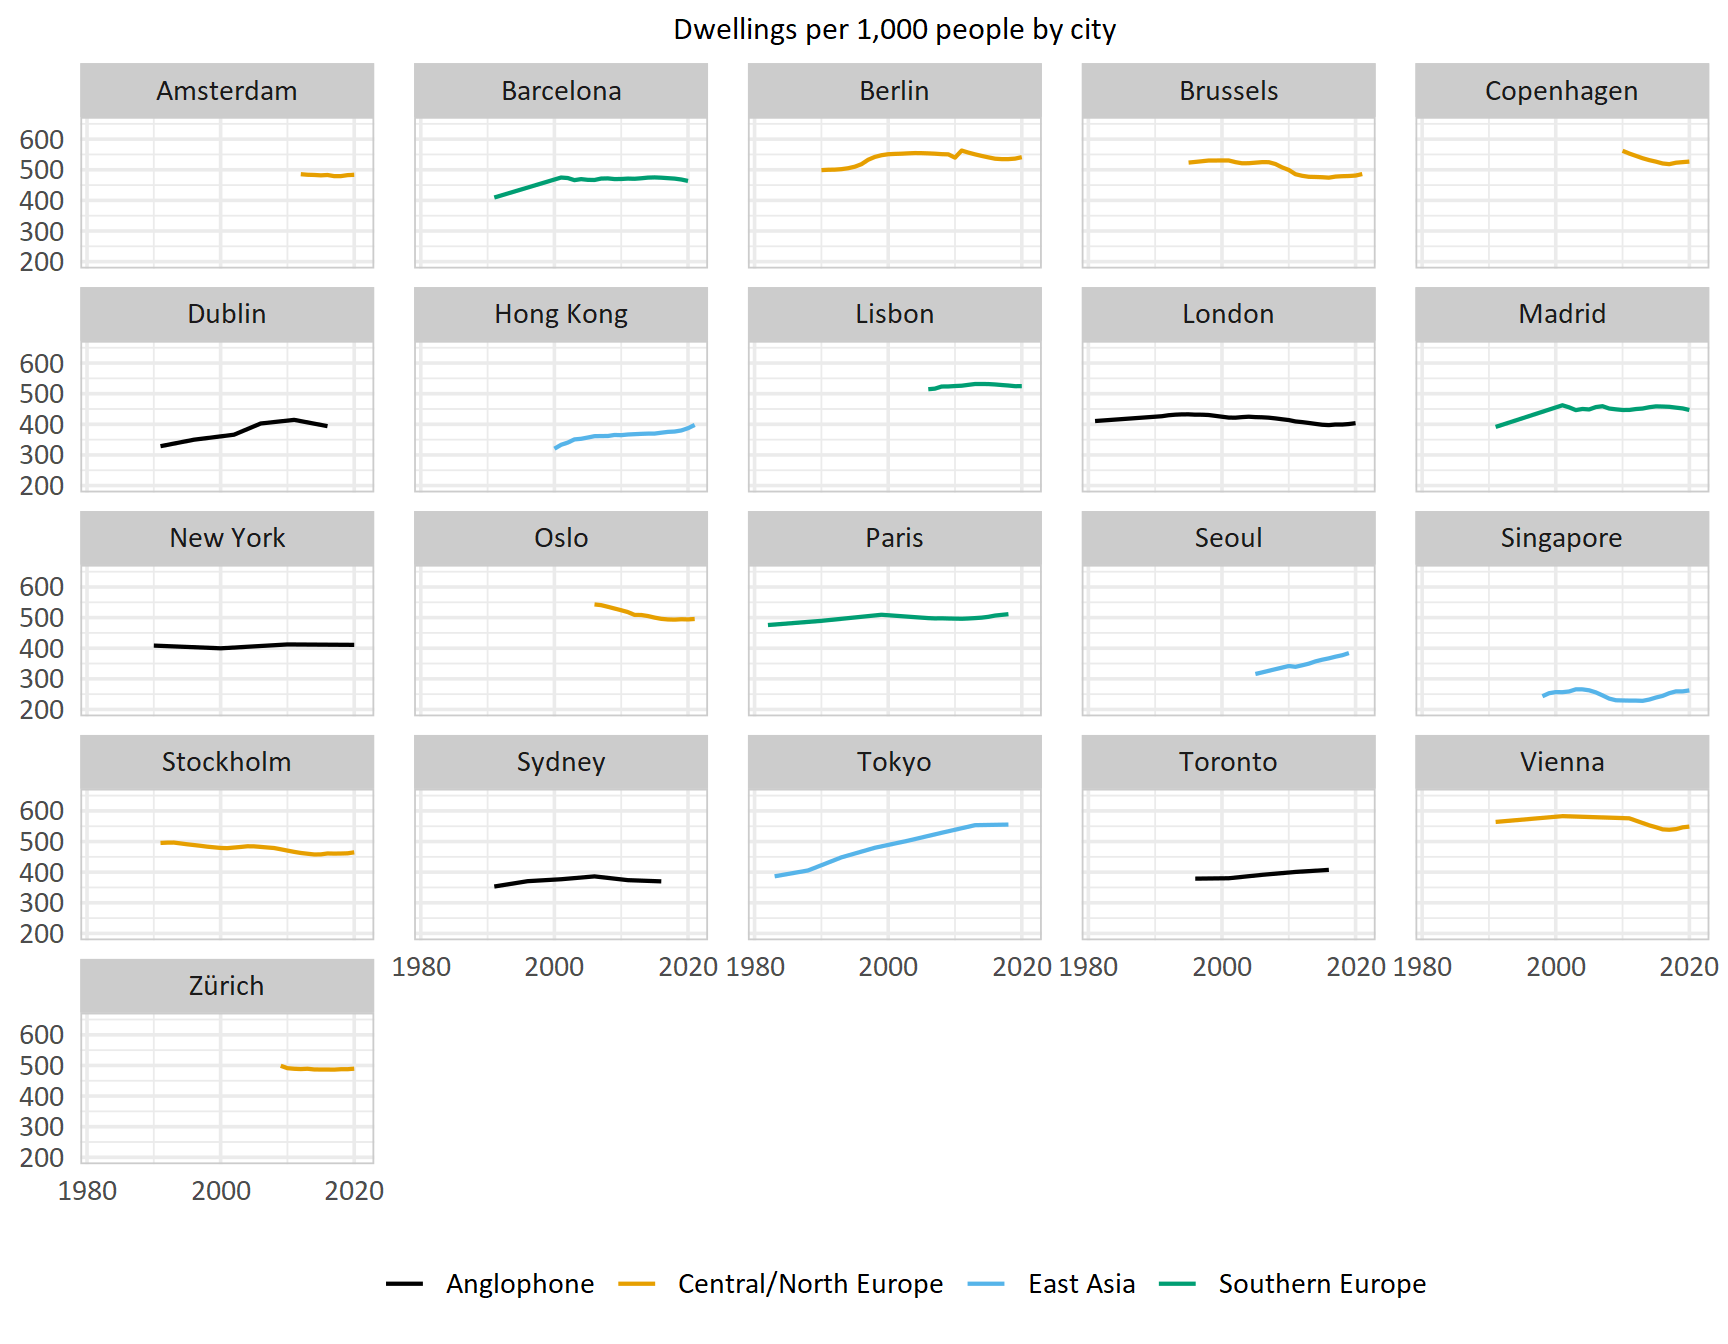 Dwellings per 1,000 people by city
Amsterdam Barcelona Berlin Brussels Copenhagen
600
500
400
300
200
Dublin Hong Kong Lisbon London Madrid
600
500
400
300
200
New York Oslo Paris Seoul Singapore
600
500
400
300
200
Stockholm Sydney Tokyo Toronto Vienna
600
500
400
300
200
1980 2000 2020 1980 2000 2020 1980 2000 2020 1980 2000 2020
Zürich
600
500
400
300
200
1980 2000 2020
Anglophone Central/North Europe East Asia Southern Europe